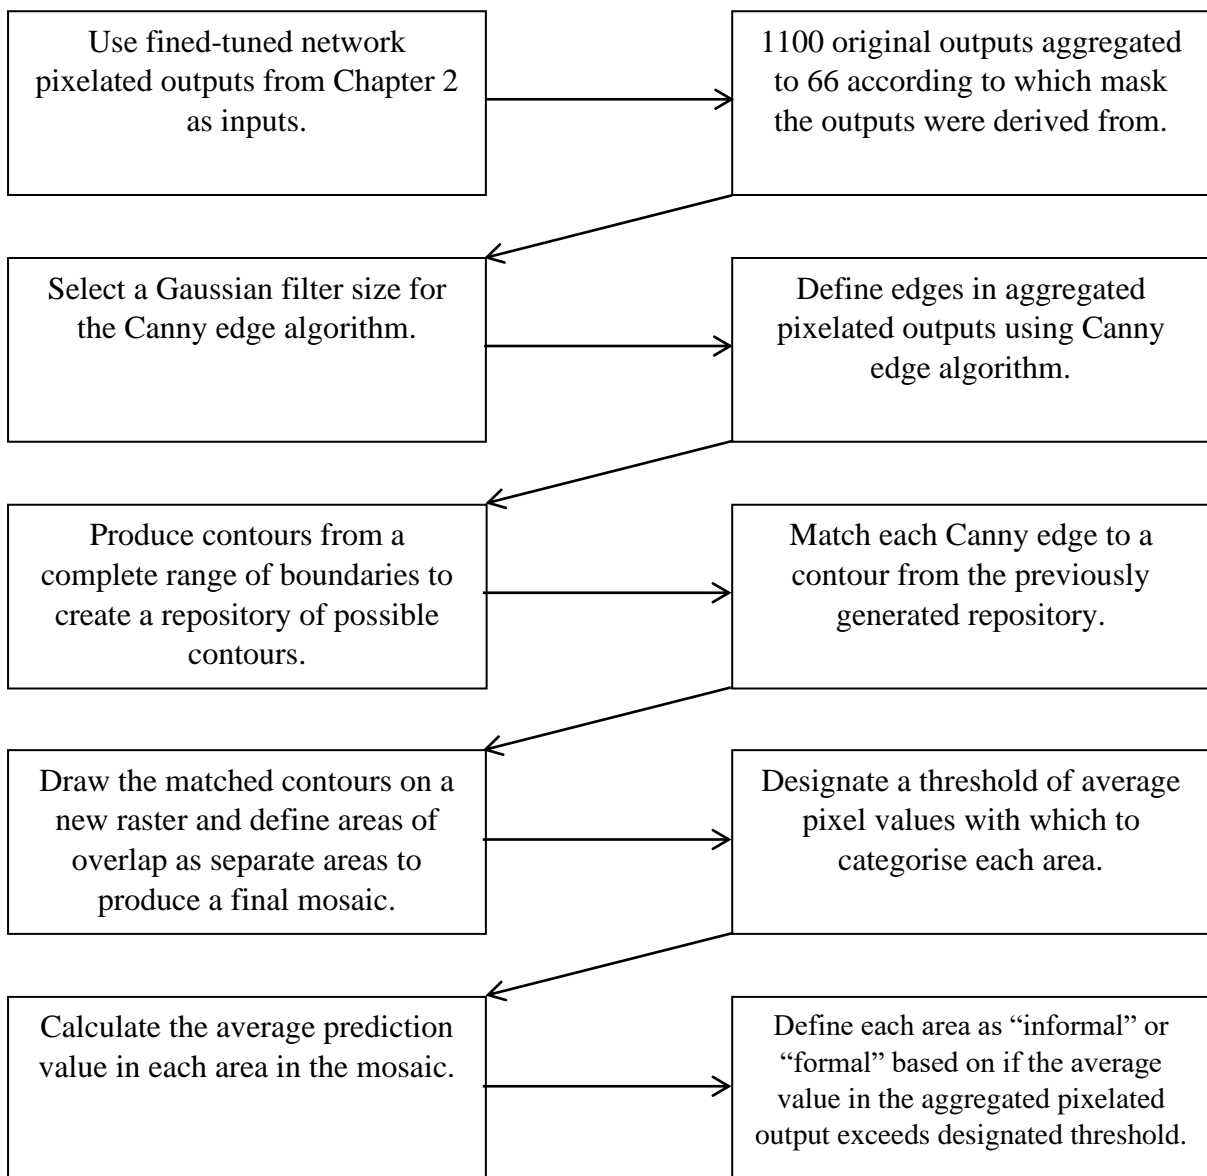 Use fined-tuned network
pixelated outputs from Chapter 2
as inputs.
1100 original outputs aggregated
to 66 according to which mask
the outputs were derived from.
Select a Gaussian filter size for
the Canny edge algorithm.
Define edges in aggregated
pixelated outputs using Canny
edge algorithm.
Produce contours from a
complete range of boundaries to
create a repository of possible
contours.
Match each Canny edge to a
contour from the previously
generated repository.
Draw the matched contours on a
new raster and define areas of
overlap as separate areas to
produce a final mosaic.
Designate a threshold of average
pixel values with which to
categorise each area.
Calculate the average prediction
value in each area in the mosaic.
Define each area as “informal” or
“formal” based on if the average
value in the aggregated pixelated
output exceeds designated threshold.